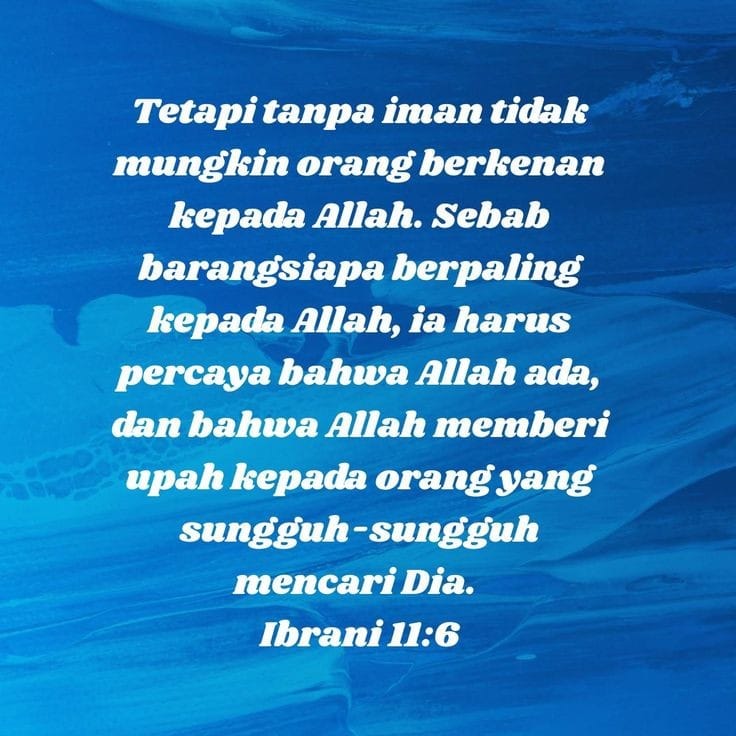 Tetapi tanpa iman tidak
mungkin orang berkenan
kepada Allah. Sebab
barangsiapa berpaling
kepada Allah, ia harus
percaya bahwa Allah ada,
dan bahwa Allah memberi
upah kepada orang yang
sungguh-sungguh
mencari Dia.
Ibrani 11:6